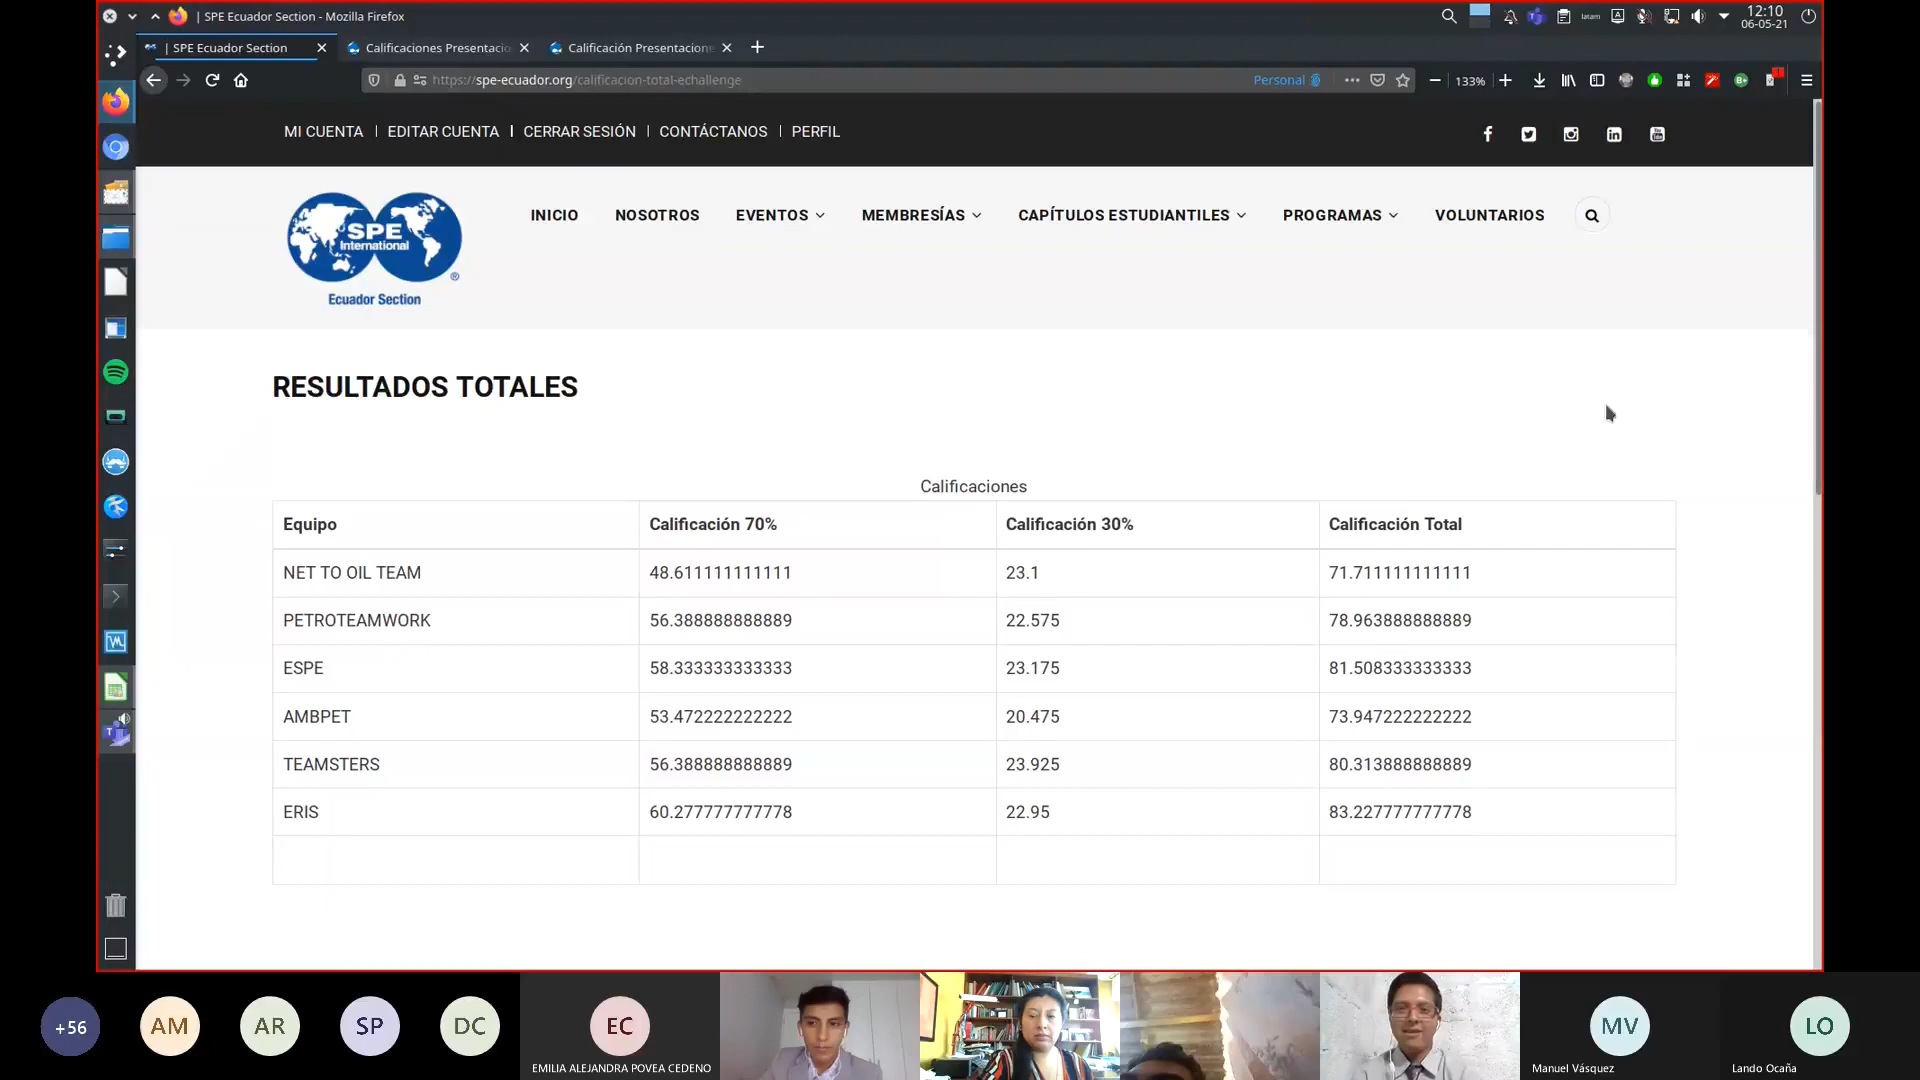 | SPE Ecuador Section - Mozilla Firefox
latam
12:10
06-05-21
| SPE Ecuador Section
Calificaciones Presentacio
Calificación Presentacione
https://spe-ecuador.org/calificacion-total-echallenge
Personal
133%
MI CUENTA | EDITAR CUENTA | CERRAR SESIÓN | CONTÁCTANOS | PERFIL
SPE
International
®
Ecuador Section
INICIO NOSOTROS EVENTOS MEMBRESÍAS CAPÍTULOS ESTUDIANTILES PROGRAMAS VOLUNTARIOS
RESULTADOS TOTALES
Calificaciones
Equipo Calificación 70% Calificación 30% Calificación Total
NET TO OIL TEAM 48.611111111111 23.1 71.711111111111
PETROTEAMWORK 56.388888888889 22.575 78.963888888889
ESPE 58.333333333333 23.175 81.508333333333
AMBPET 53.472222222222 20.475 73.947222222222
TEAMSTERS 56.388888888889 23.925 80.313888888889
ERIS 60.277777777778 22.95 83.227777777778
+56 AM AR SP DC EC MV LO
EMILIA ALEJANDRA POVEA CEDENO
Manuel Vásquez
Lando Ocaña